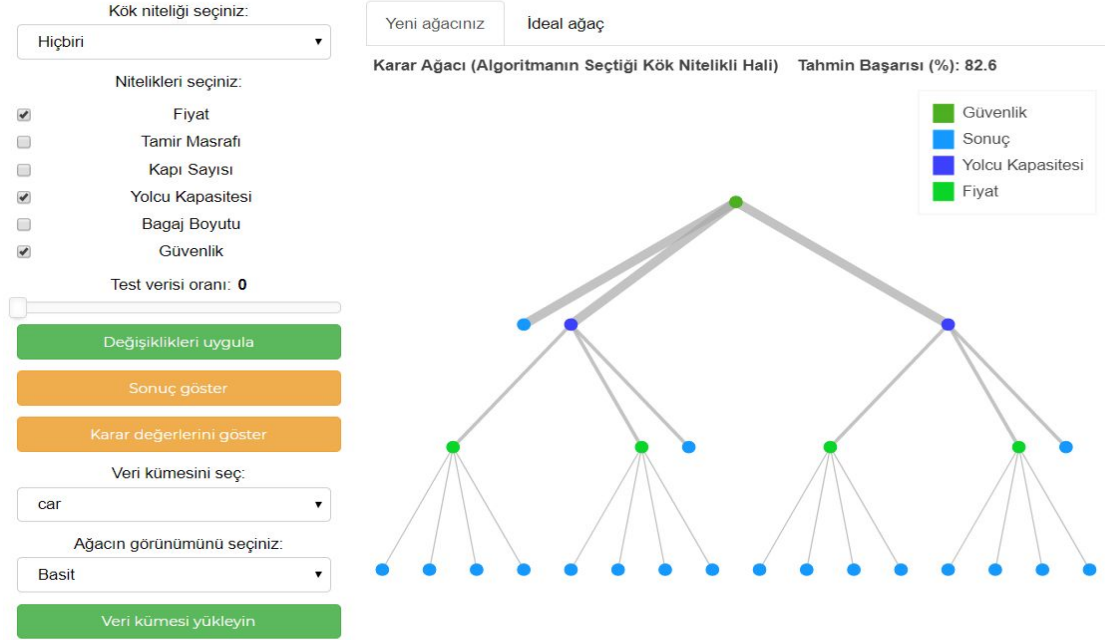 Kök niteliği seçiniz:
Hiçbiri
Nitelikleri seçiniz:
Fiyat
Tamir Masrafı
Kapı Sayısı
Yolcu Kapasitesi
Bagaj Boyutu
Güvenlik
Test verisi oranı: 0
Değişiklikleri uygula
Sonuç göster
Karar değerlerini göster
Veri kümesini seç:
car
Ağacın görünümünü seçiniz:
Basit
Veri kümesi yükleyin
Yeni ağacınız
İdeal ağaç
Karar Ağacı (Algoritmanın Seçtiği Kök Nitelikli Hali) Tahmin Başarısı (%): 82.6
Güvenlik
Sonuç
Yolcu Kapasitesi
Fiyat